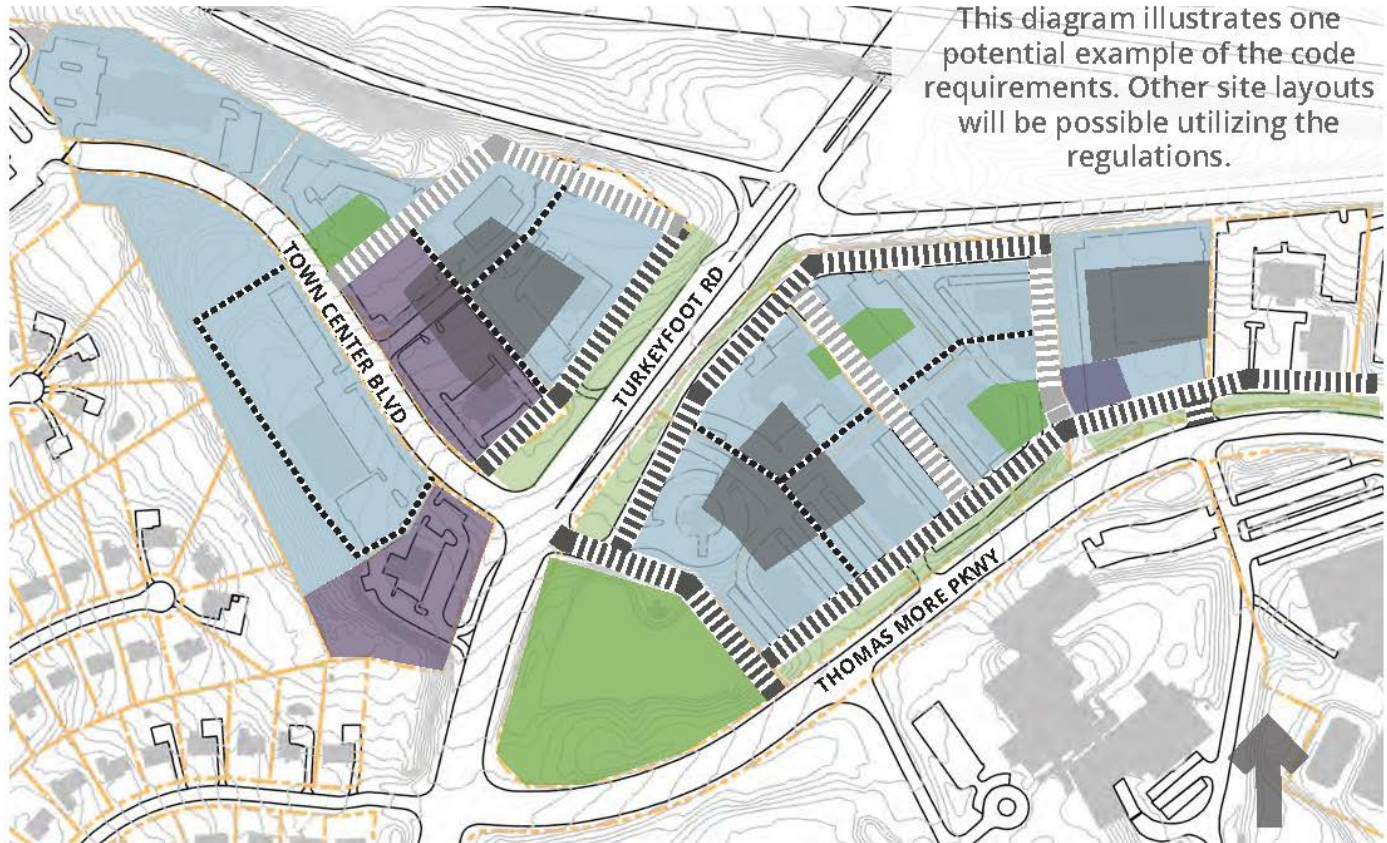 This diagram illustrates one
potential example of the code
requirements. Other site layouts
will be possible utilizing the
regulations.
TOWN CENTER BLVD
TURKEYFOOT RD
THOMAS MORE PKWY